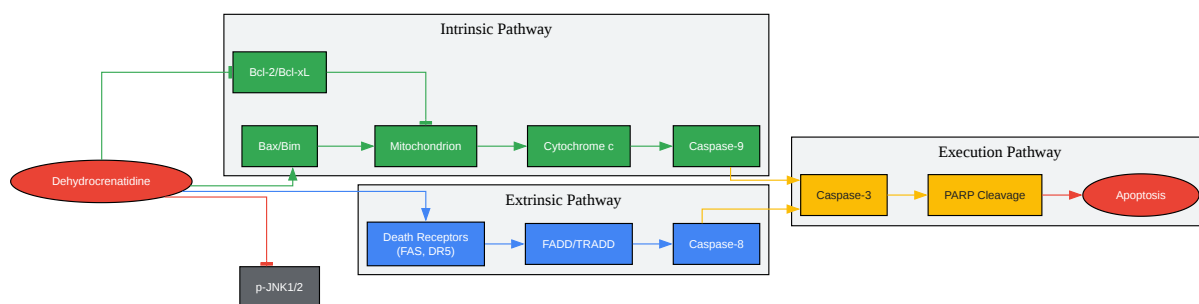 Intrinsic Pathway
Bcl-2/Bcl-xL
Bax/Bim
Mitochondrion
Cytochrome c
Caspase-9
Dehydrocrenatidine
Extrinsic Pathway
Death Receptors
(FAS, DR5)
FADD/TRADD
Caspase-8
Execution Pathway
Caspase-3
PARP Cleavage
Apoptosis
p-JNK1/2